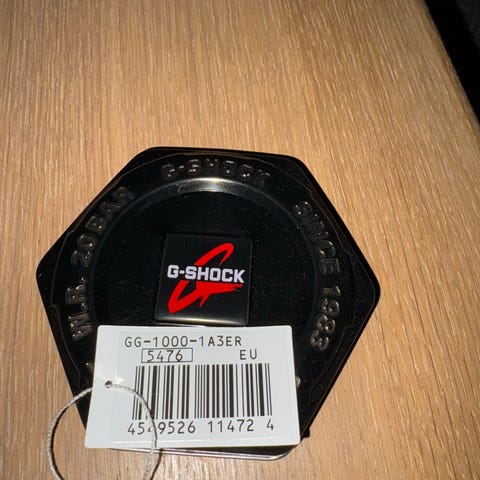 W.R. 20BAR G-SHOCK SINCE 1983
G-SHOCK
GG-1000-1A3ER
5476 EU
4549526 11472 4